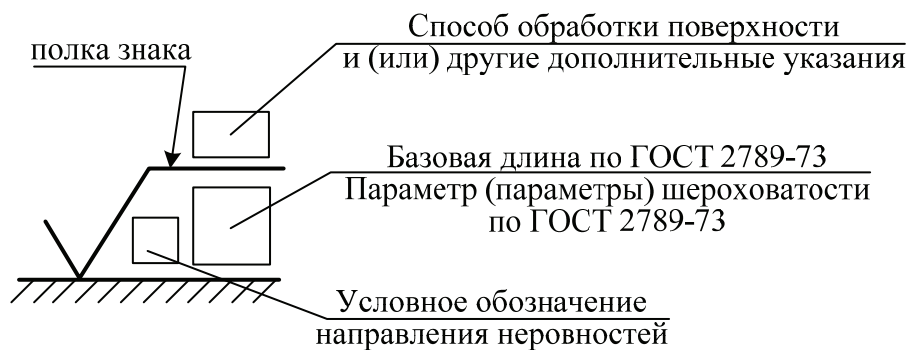 Способ обработки поверхности
и (или) другие дополнительные указания
полка знака
Базовая длина по ГОСТ 2789-73
Параметр (параметры) шероховатости
по ГОСТ 2789-73
Условное обозначение
направления неровностей